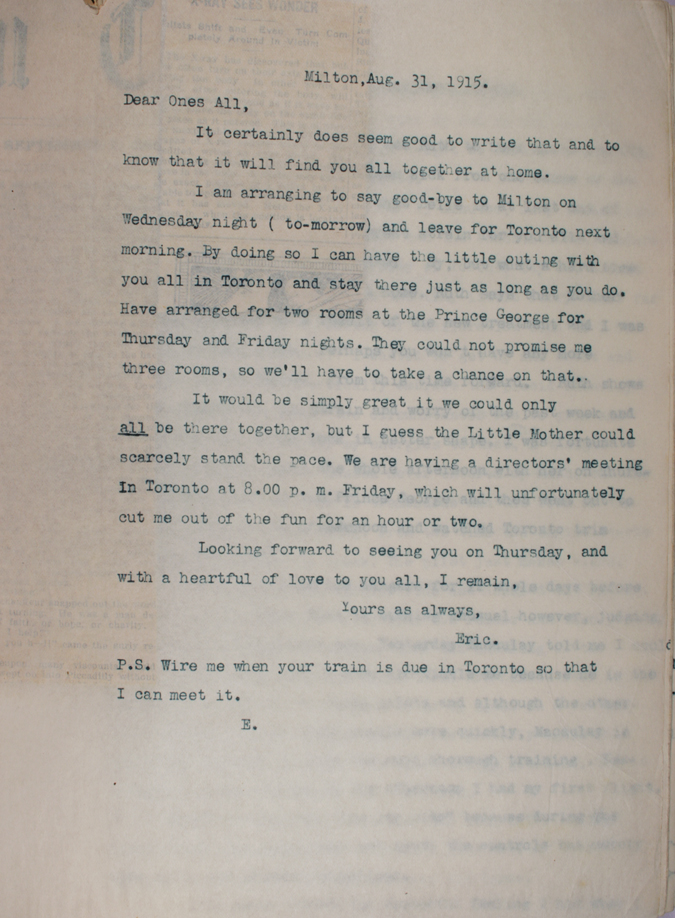 Milton,Aug. 31, 1915.
Dear Ones All,
It certainly does seem good to write that and to
know that it will find you all together at home.
I am arranging to say good-bye to Milton on
Wednesday night ( to-morrow) and leave for Toronto next
morning. By doing so I can have the little outing with
you all in Toronto and stay there just as long as you do.
Have arranged for two rooms at the Prince George for
Thursday and Friday nights. They could not promise me
three rooms, so we'll have to take a chance on that..
It would be simply great it we could only
all be there together, but I guess the Little Mother could
scarcely stand the pace. We are having a directors' meeting
In Toronto at 8.00 p. m. Friday, which will unfortunately
cut me out of the fun for an hour or two.
Looking forward to seeing you on Thursday, and
with a heartful of love to you all, I remain,
Yours as always,
Eric.
P.S. Wire me when your train is due in Toronto so that
I can meet it.
E.